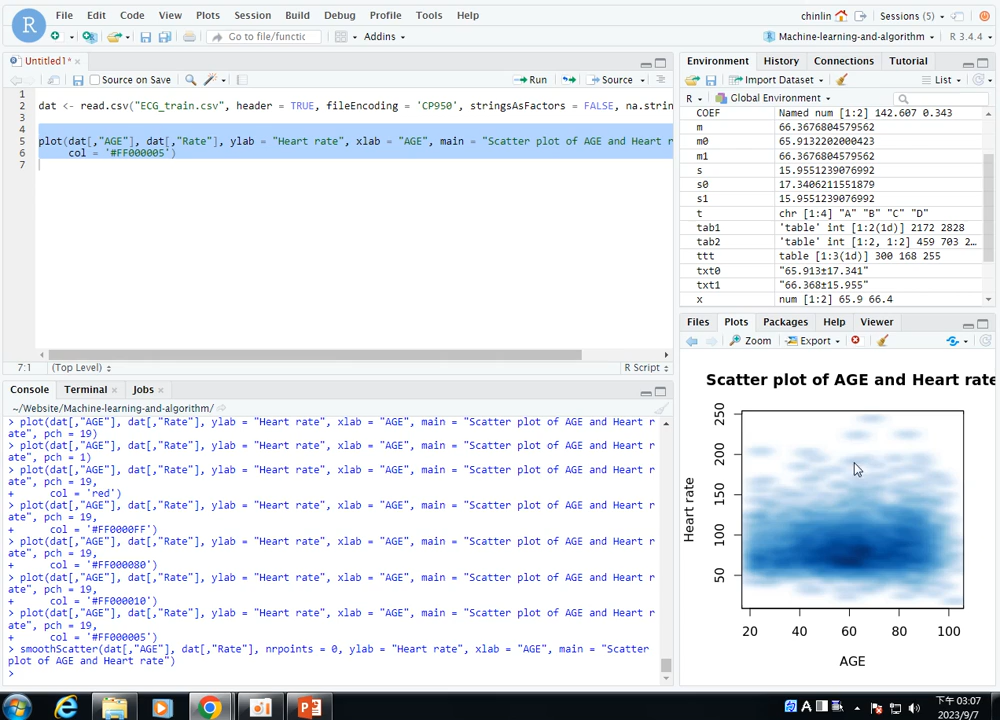 File Edit Code View Plots Session Build Debug Profile Tools Help
chinlin Sessions (5)
R
Go to file/functic Addins
Machine-learning-and-algorithm R 3.4.4
Untitled1*
Source on Save Run Source
1
2 dat <- read.csv("ECG_train.csv", header = TRUE, fileEncoding = 'CP950', stringsAsFactors = FALSE, na.strin
3
4
5 plot(dat[,"AGE"], dat[,"Rate"], ylab = "Heart rate", xlab = "AGE", main = "Scatter plot of AGE and Heart r
6 col = '#FF000005')
7
7:1 (Top Level) R Script
Console Terminal Jobs
~/Website/Machine-learning-and-algorithm/
> plot(dat[,"AGE"], dat[,"Rate"], ylab = "Heart rate", xlab = "AGE", main = "Scatter plot of AGE and Heart r
ate", pch = 19)
> plot(dat[,"AGE"], dat[,"Rate"], ylab = "Heart rate", xlab = "AGE", main = "Scatter plot of AGE and Heart r
ate", pch = 1)
> plot(dat[,"AGE"], dat[,"Rate"], ylab = "Heart rate", xlab = "AGE", main = "Scatter plot of AGE and Heart r
ate", pch = 19,
+ col = 'red')
> plot(dat[,"AGE"], dat[,"Rate"], ylab = "Heart rate", xlab = "AGE", main = "Scatter plot of AGE and Heart r
ate", pch = 19,
+ col = '#FF0000FF')
> plot(dat[,"AGE"], dat[,"Rate"], ylab = "Heart rate", xlab = "AGE", main = "Scatter plot of AGE and Heart r
ate", pch = 19,
+ col = '#FF000080')
> plot(dat[,"AGE"], dat[,"Rate"], ylab = "Heart rate", xlab = "AGE", main = "Scatter plot of AGE and Heart r
ate", pch = 19,
+ col = '#FF000010')
> plot(dat[,"AGE"], dat[,"Rate"], ylab = "Heart rate", xlab = "AGE", main = "Scatter plot of AGE and Heart r
ate", pch = 19,
+ col = '#FF000005')
> smoothScatter(dat[,"AGE"], dat[,"Rate"], nrpoints = 0, ylab = "Heart rate", xlab = "AGE", main = "Scatter
plot of AGE and Heart rate")
>
Environment History Connections Tutorial
Import Dataset List
R Global Environment
COEF Named num [1:2] 142.607 0.343
m 66.3676804579562
m0 65.9132202000423
m1 66.3676804579562
s 15.9551239076992
s0 17.3406211551879
s1 15.9551239076992
t chr [1:4] "A" "B" "C" "D"
tab1 'table' int [1:2(1d)] 2172 2828
tab2 'table' int [1:2, 1:2] 459 703 2…
ttt table [1:3(1d)] 300 168 255
txt0 "65.913±17.341"
txt1 "66.368±15.955"
x num [1:2] 65.9 66.4
Files Plots Packages Help Viewer
Zoom Export
Scatter plot of AGE and Heart rate
250
200
150
100
50
Heart rate
20 40 60 80 100
AGE
下午 03:07
2023/9/7